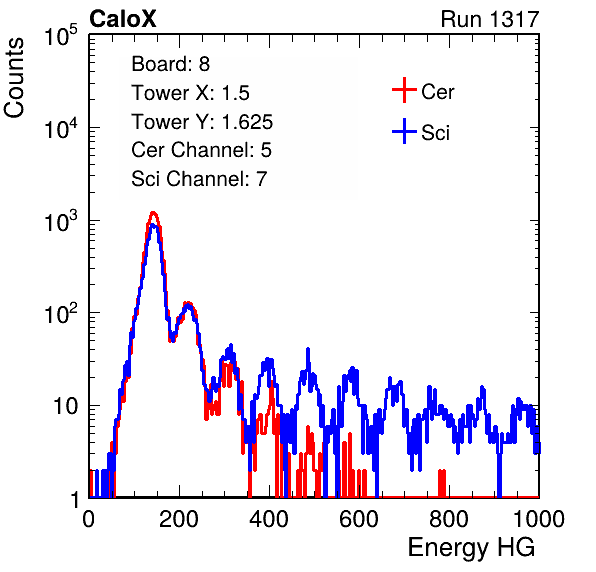 CaloX Run 1317
Counts
10^5
10^4
10^3
10^2
10
1
Board: 8
Tower X: 1.5
Tower Y: 1.625
Cer Channel: 5
Sci Channel: 7
Cer
Sci
0 200 400 600 800 1000
Energy HG